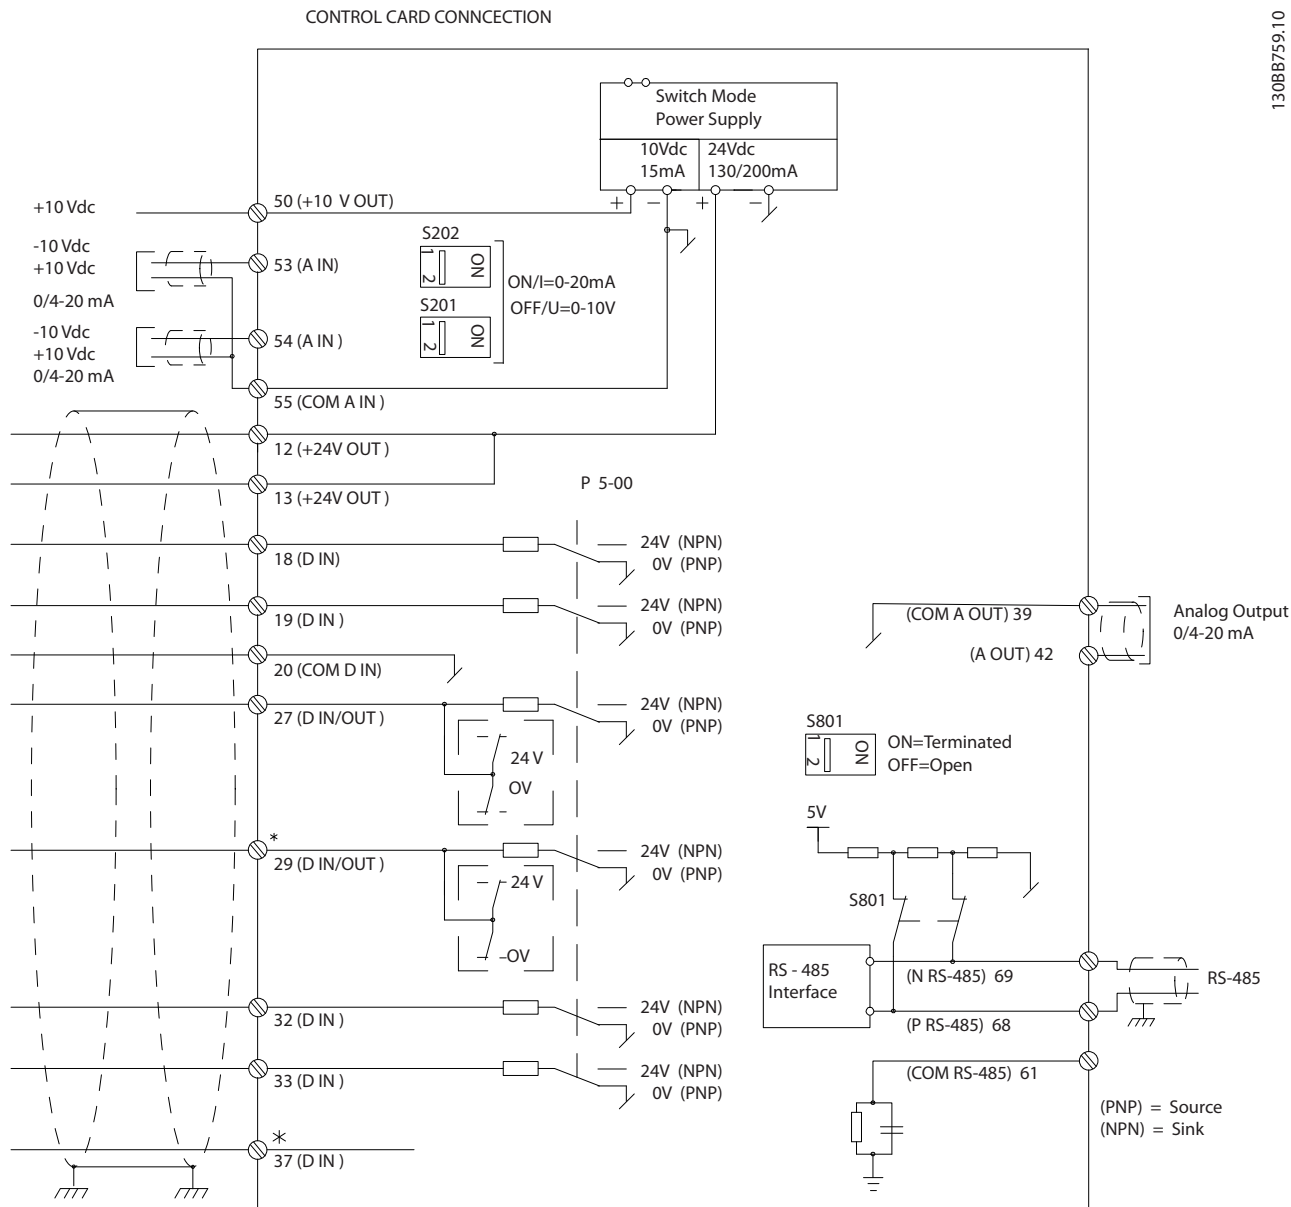 CONTROL CARD CONNCECTION
130BB759.10
Switch Mode
Power Supply
10Vdc
15mA
24Vdc
130/200mA
+ − + −
+10 Vdc
50 (+10 V OUT)
-10 Vdc
+10 Vdc
0/4-20 mA
53 (A IN)
S202
1
2
ON
ON/I=0-20mA
OFF/U=0-10V
S201
1
2
ON
-10 Vdc
+10 Vdc
0/4-20 mA
54 (A IN )
55 (COM A IN )
12 (+24V OUT )
13 (+24V OUT )
P 5-00
18 (D IN)
24V (NPN)
0V (PNP)
19 (D IN )
24V (NPN)
0V (PNP)
(COM A OUT) 39
Analog Output
0/4-20 mA
(A OUT) 42
20 (COM D IN)
27 (D IN/OUT )
24V (NPN)
0V (PNP)
24 V
OV
S801
1
2
ON
ON=Terminated
OFF=Open
5V
*
29 (D IN/OUT )
24V (NPN)
0V (PNP)
24 V
OV
S801
RS - 485
Interface
(N RS-485) 69
RS-485
(P RS-485) 68
32 (D IN )
24V (NPN)
0V (PNP)
33 (D IN )
24V (NPN)
0V (PNP)
(COM RS-485) 61
(PNP) = Source
(NPN) = Sink
*
37 (D IN )